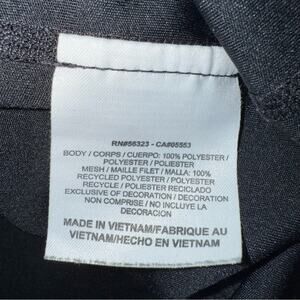 RN#56323 - CA#05553
BODY / CORPS / CUERPO: 100% POLYESTER /
POLYESTER / POLIESTER
MESH / MAILLE FILET / MALLA: 100%
RECYCLED POLYESTER / POLYESTER
RECYCLE / POLIESTER RECICLADO
EXCLUSIVE OF DECORATION / DECORATION
NON COMPRISE / NO INCLUYE LA
DECORACION
MADE IN VIETNAM/FABRIQUE AU
VIETNAM/HECHO EN VIETNAM